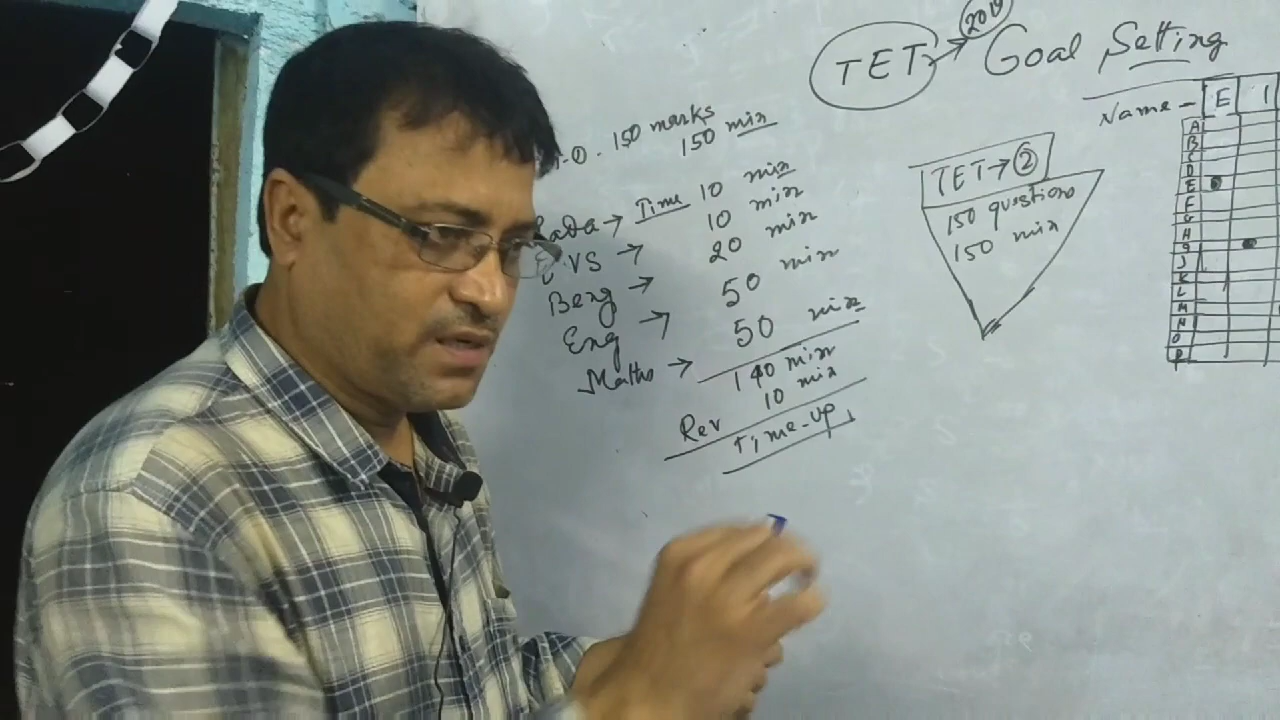 TET → 2019 Goal Setting
150 marks
150 min
→ Time 10 min
EVS → 10 min
Beng → 20 min
Eng → 50 min
Maths → 50 min
140 min
Rev 10 min
Time-up
TET → 2
150 questions
150 min
Name - E I
A
B
C
D
E
F
G
H
I
J
K
L
M
N
O
P